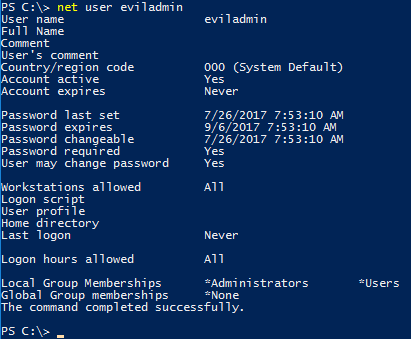 PS C:\> net user eviladmin
User name                    eviladmin
Full Name
Comment
User's comment
Country/region code          000 (System Default)
Account active               Yes
Account expires              Never

Password last set            7/26/2017 7:53:10 AM
Password expires             9/6/2017 7:53:10 AM
Password changeable          7/26/2017 7:53:10 AM
Password required            Yes
User may change password     Yes

Workstations allowed         All
Logon script
User profile
Home directory
Last logon                   Never

Logon hours allowed          All

Local Group Memberships      *Administrators       *Users
Global Group memberships     *None
The command completed successfully.

PS C:\> _